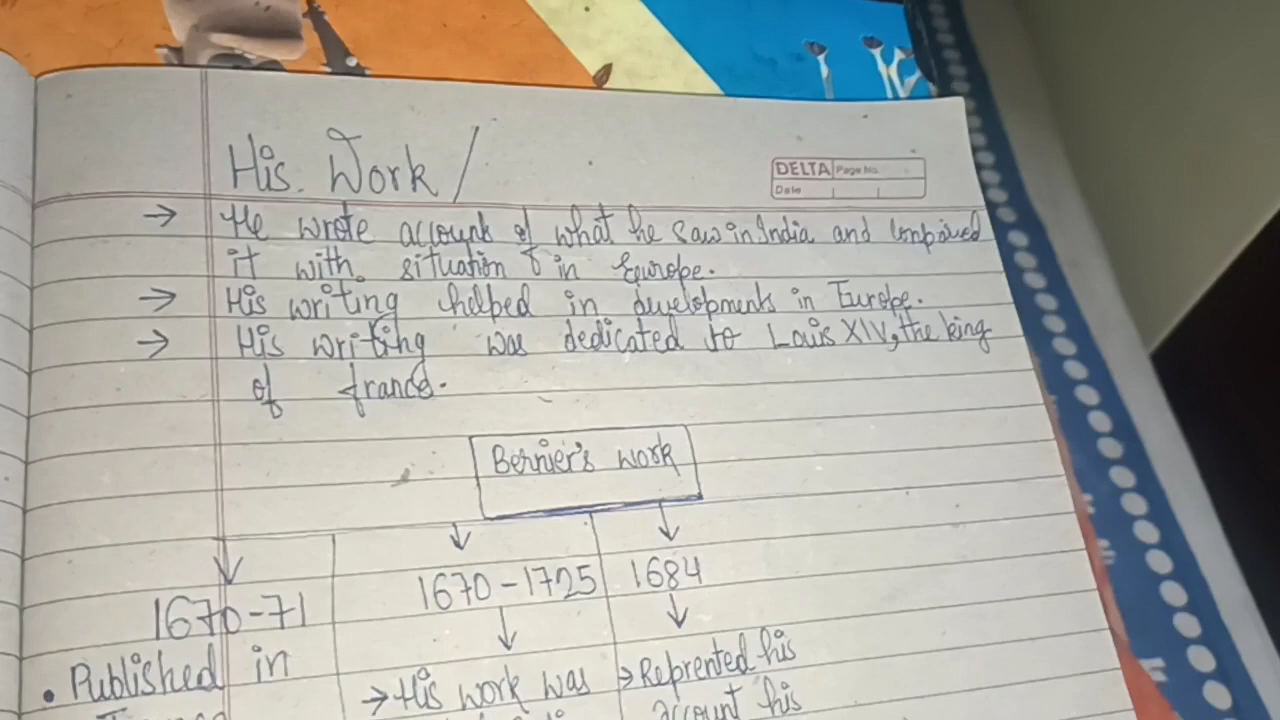 His Work /
DELTA Page No.
Date
→ He wrote account of what he saw in India and compaired
it with situation in Europe.
→ His writing helped in developments in Europe.
→ His writing was dedicated to Louis XIV, the king
of france.
Bernier's work
1670-71
1670-1725
1684
• Published in
→ His work was
→ Reprented his
account his